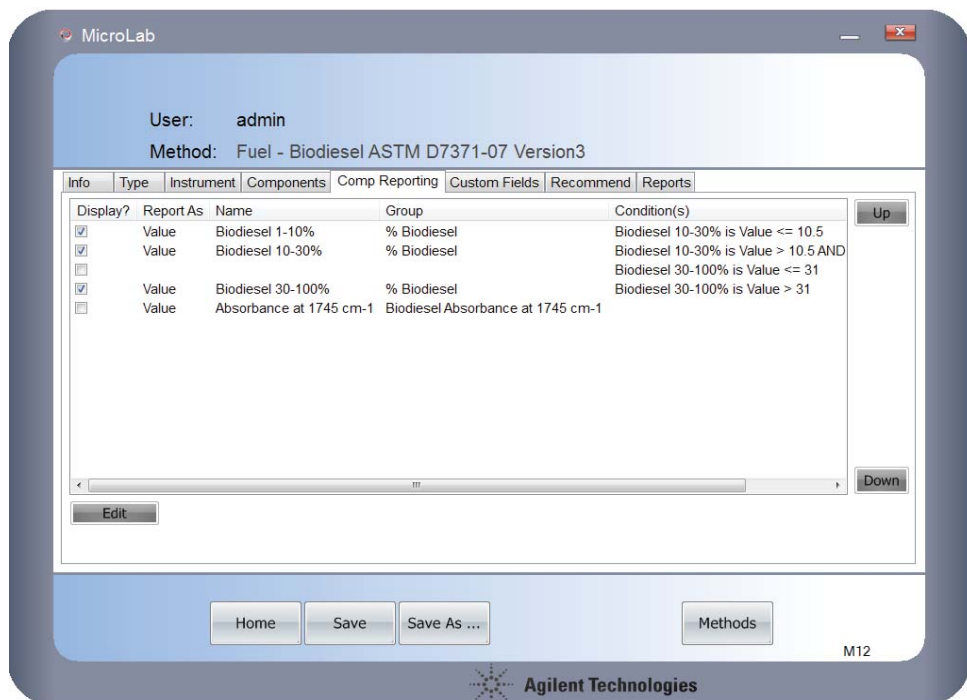 MicroLab
User: admin
Method: Fuel - Biodiesel ASTM D7371-07 Version3
Info Type Instrument Components Comp Reporting Custom Fields Recommend Reports
Display? Report As Name Group Condition(s)
Value Biodiesel 1-10% % Biodiesel Biodiesel 10-30% is Value <= 10.5
Value Biodiesel 10-30% % Biodiesel Biodiesel 10-30% is Value > 10.5 AND
Biodiesel 30-100% is Value <= 31
Value Biodiesel 30-100% % Biodiesel Biodiesel 30-100% is Value > 31
Value Absorbance at 1745 cm-1 Biodiesel Absorbance at 1745 cm-1
Up
Down
Edit
Home Save Save As ... Methods
M12
Agilent Technologies